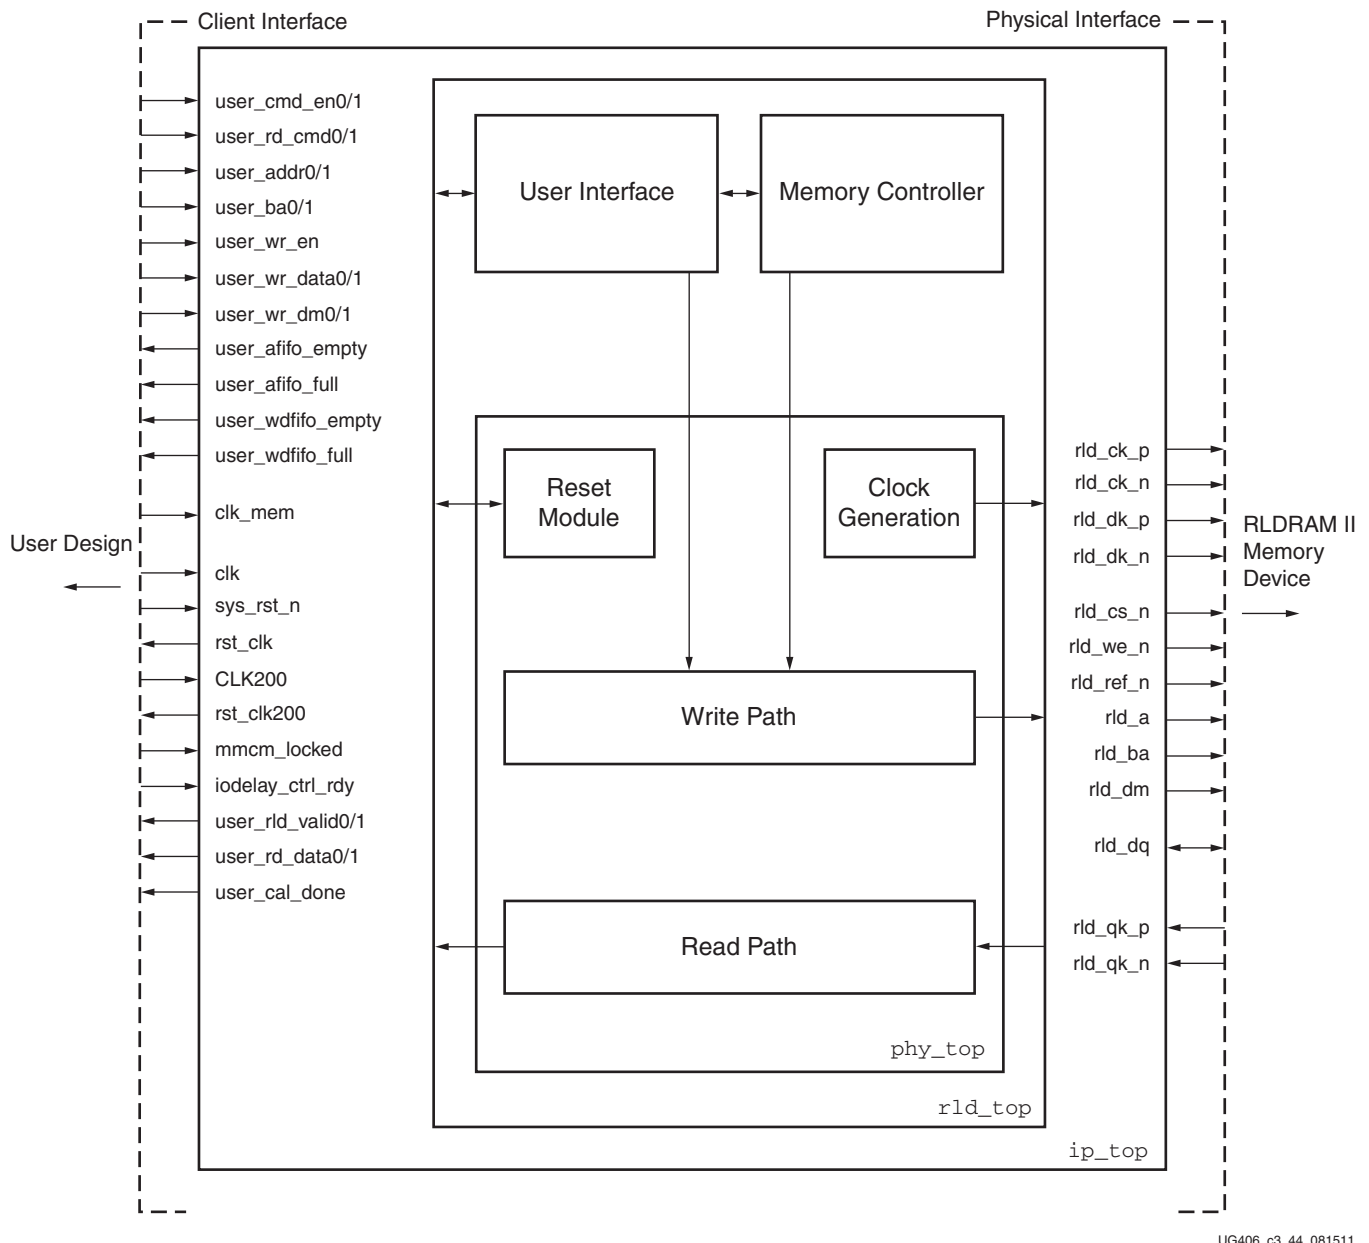 Client Interface
Physical Interface
user_cmd_en0/1
user_rd_cmd0/1
user_addr0/1
user_ba0/1
user_wr_en
user_wr_data0/1
user_wr_dm0/1
user_afifo_empty
user_afifo_full
user_wdfifo_empty
user_wdfifo_full
clk_mem
User Design
clk
sys_rst_n
rst_clk
CLK200
rst_clk200
mmcm_locked
iodelay_ctrl_rdy
user_rld_valid0/1
user_rd_data0/1
user_cal_done
User Interface
Memory Controller
Reset
Module
Clock
Generation
Write Path
Read Path
phy_top
rld_top
ip_top
rld_ck_p
rld_ck_n
rld_dk_p
rld_dk_n
rld_cs_n
rld_we_n
rld_ref_n
rld_a
rld_ba
rld_dm
rld_dq
rld_qk_p
rld_qk_n
RLDRAM II
Memory
Device
UG406_c3_44_081511